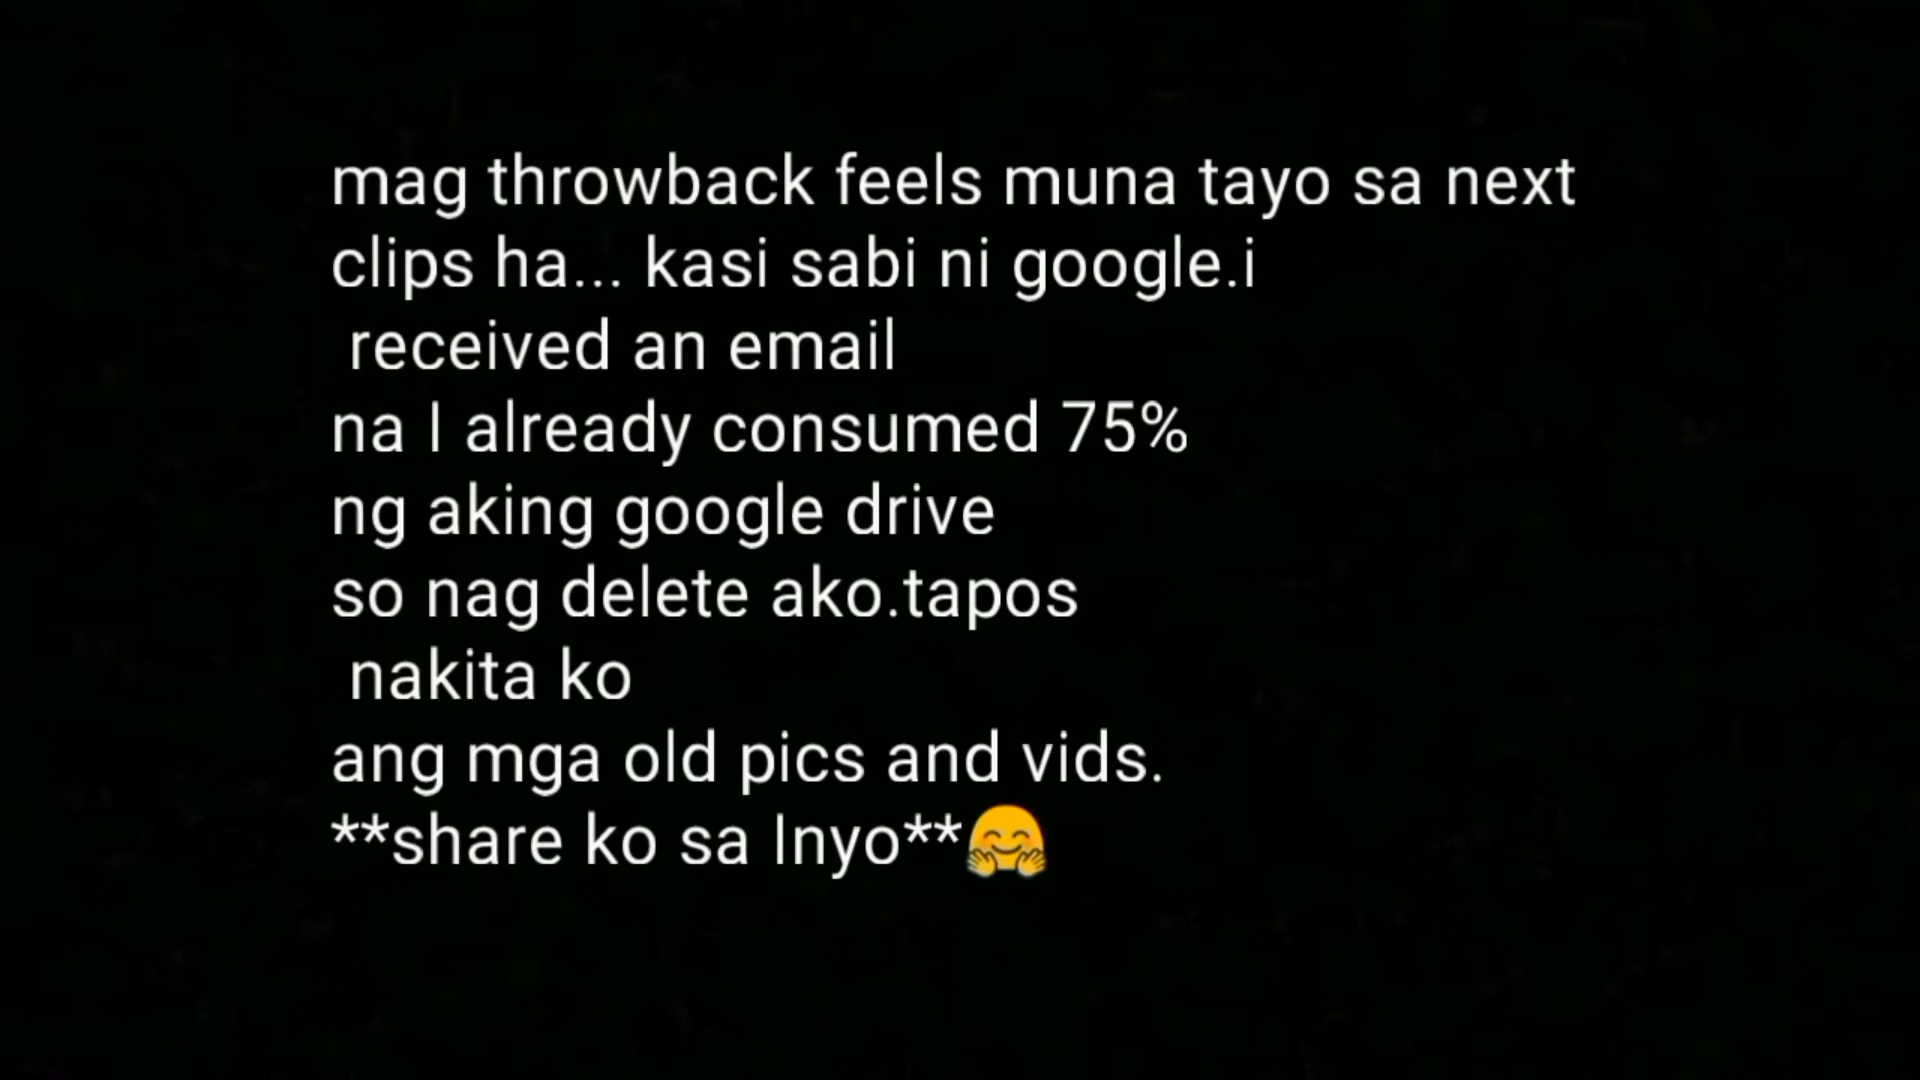 mag throwback feels muna tayo sa next
clips ha... kasi sabi ni google.i
received an email
na I already consumed 75%
ng aking google drive
so nag delete ako.tapos
nakita ko
ang mga old pics and vids.
**share ko sa Inyo**🤗